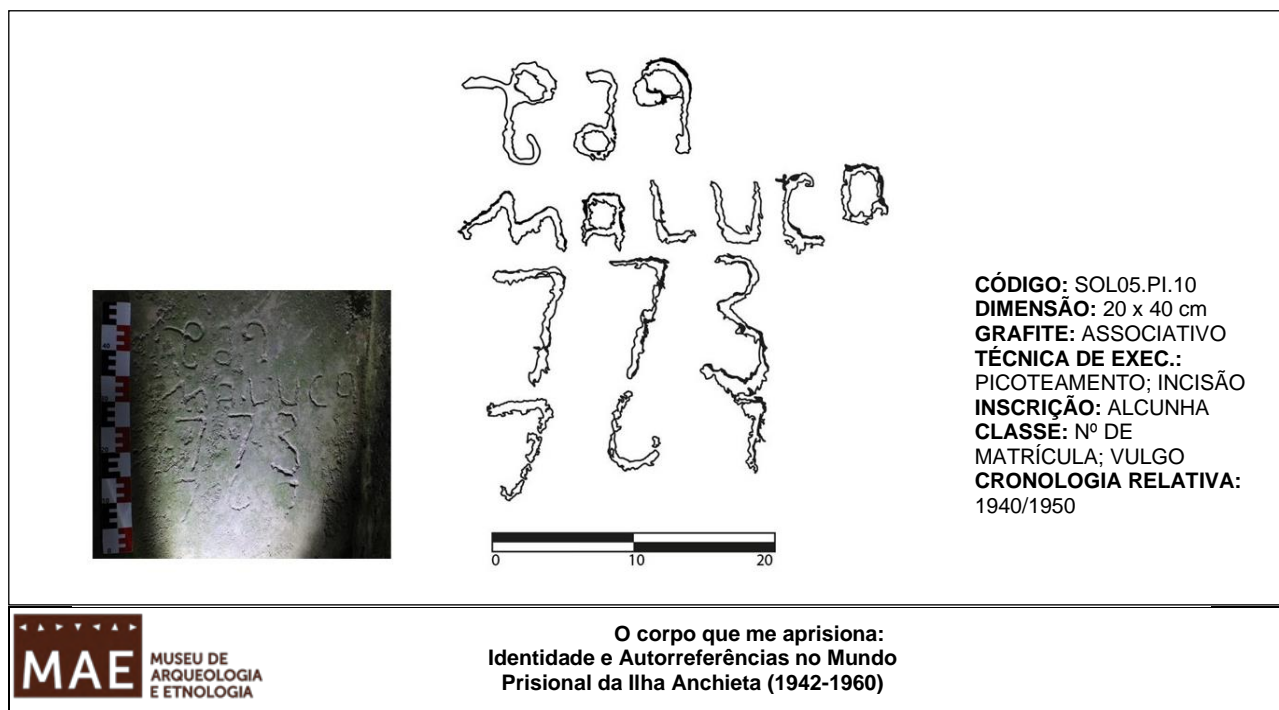 MALUCO
773
CÓDIGO: SOL05.PI.10
DIMENSÃO: 20 x 40 cm
GRAFITE: ASSOCIATIVO
TÉCNICA DE EXEC.:
PICOTEAMENTO; INCISÃO
INSCRIÇÃO: ALCUNHA
CLASSE: Nº DE
MATRÍCULA; VULGO
CRONOLOGIA RELATIVA:
1940/1950
0 10 20
MAE
MUSEU DE
ARQUEOLOGIA
E ETNOLOGIA
O corpo que me aprisiona:
Identidade e Autorreferências no Mundo
Prisional da Ilha Anchieta (1942-1960)